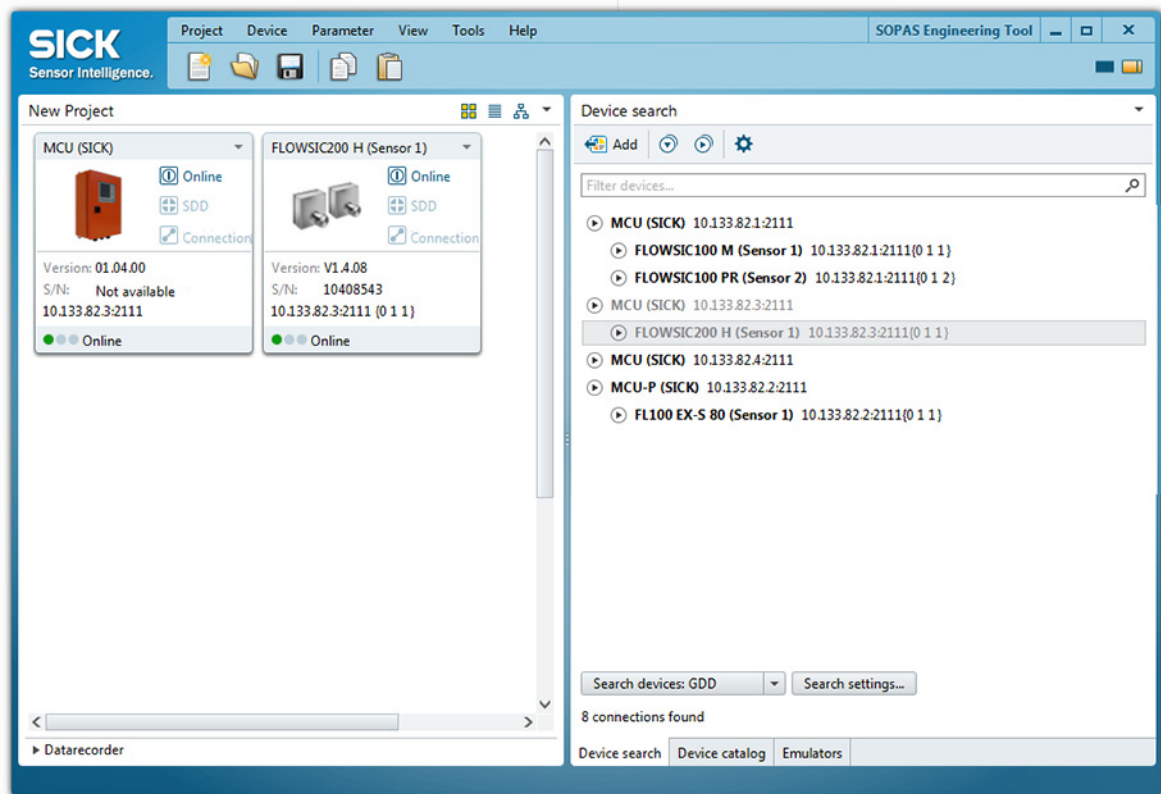 SICK
Sensor Intelligence.
Project Device Parameter View Tools Help
SOPAS Engineering Tool
New Project
MCU (SICK)
Online
SDD
Connection
Version: 01.04.00
S/N: Not available
10.133.82.3:2111
Online
FLOWSIC200 H (Sensor 1)
Online
SDD
Connection
Version: V1.4.08
S/N: 10408543
10.133.82.3:2111 {0 1 1}
Online
Datarecorder
Device search
Add
Filter devices...
MCU (SICK) 10.133.82.1:2111
FLOWSIC100 M (Sensor 1) 10.133.82.1:2111{0 1 1}
FLOWSIC100 PR (Sensor 2) 10.133.82.1:2111{0 1 2}
MCU (SICK) 10.133.82.3:2111
FLOWSIC200 H (Sensor 1) 10.133.82.3:2111{0 1 1}
MCU (SICK) 10.133.82.4:2111
MCU-P (SICK) 10.133.82.2:2111
FL100 EX-S 80 (Sensor 1) 10.133.82.2:2111{0 1 1}
Search devices: GDD
Search settings...
8 connections found
Device search Device catalog Emulators